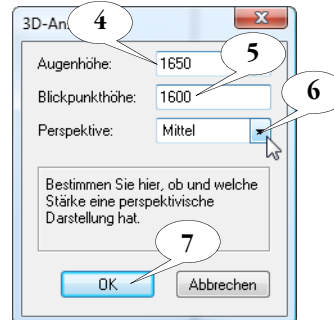 3D-An
4
Augenhöhe: 1650
5
Blickpunkthöhe: 1600
6
Perspektive: Mittel
Bestimmen Sie hier, ob und welche
Stärke eine perspektivische
Darstellung hat.
7
OK Abbrechen